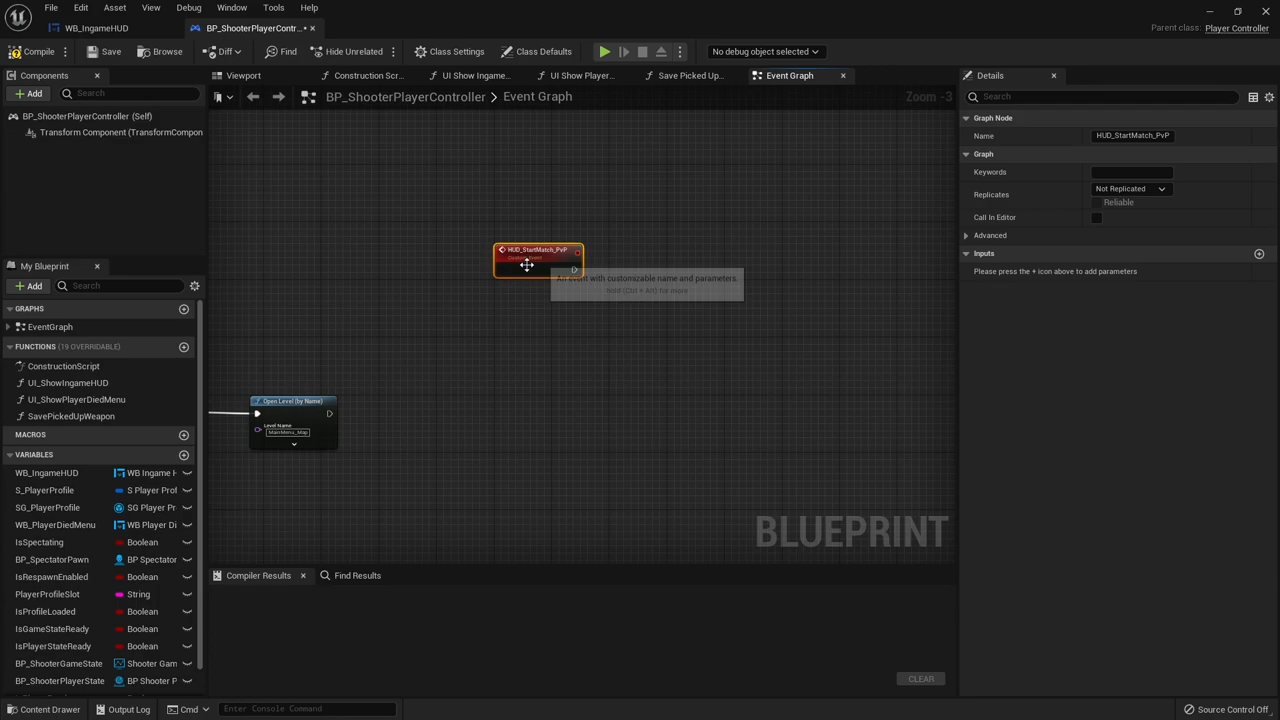 File Edit Asset View Debug Window Tools Help
WB_IngameHUD
BP_ShooterPlayerContr...
Parent class: Player Controller
Compile Save Browse Diff Find Hide Unrelated Class Settings Class Defaults No debug object selected
Components
Viewport Construction Scr... UI Show Ingame... UI Show Player... Save Picked Up... Event Graph
Details
Add Search
BP_ShooterPlayerController > Event Graph
Zoom -3
Search
BP_ShooterPlayerController (Self)
Transform Component (TransformCompon
Graph Node
Name HUD_StartMatch_PvP
Graph
Keywords
Replicates Not Replicated
Reliable
Call In Editor
Advanced
Inputs
Please press the + icon above to add parameters
HUD_StartMatch_PvP
Custom Event
An event with customizable name and parameters.
hold (Ctrl + Alt) for more
My Blueprint
Add Search
GRAPHS
EventGraph
FUNCTIONS (19 OVERRIDABLE)
ConstructionScript
UI_ShowIngameHUD
UI_ShowPlayerDiedMenu
SavePickedUpWeapon
MACROS
VARIABLES
WB_IngameHUD WB Ingame H
S_PlayerProfile S Player Prof
SG_PlayerProfile SG Player Pr
WB_PlayerDiedMenu WB Player Di
IsSpectating Boolean
BP_SpectatorPawn BP Spectator
IsRespawnEnabled Boolean
PlayerProfileSlot String
IsProfileLoaded Boolean
IsGameStateReady Boolean
IsPlayerStateReady Boolean
BP_ShooterGameState Shooter Gam
BP_ShooterPlayerState BP Shooter P
Open Level (by Name)
Level Name
MainMenu_Map
BLUEPRINT
Compiler Results Find Results
CLEAR
Content Drawer Output Log Cmd Enter Console Command Source Control Off